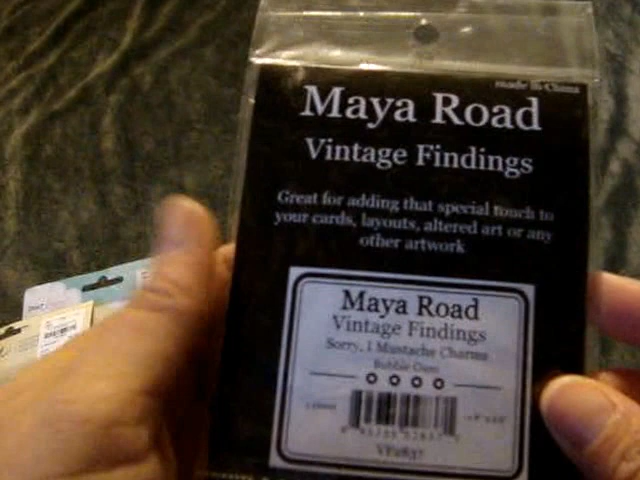 made in China
Maya Road
Vintage Findings
Great for adding that special touch to
your cards, layouts, altered art or any
other artwork
Maya Road
Vintage Findings
Sorry, I Mustache Charms
Bubble Gum